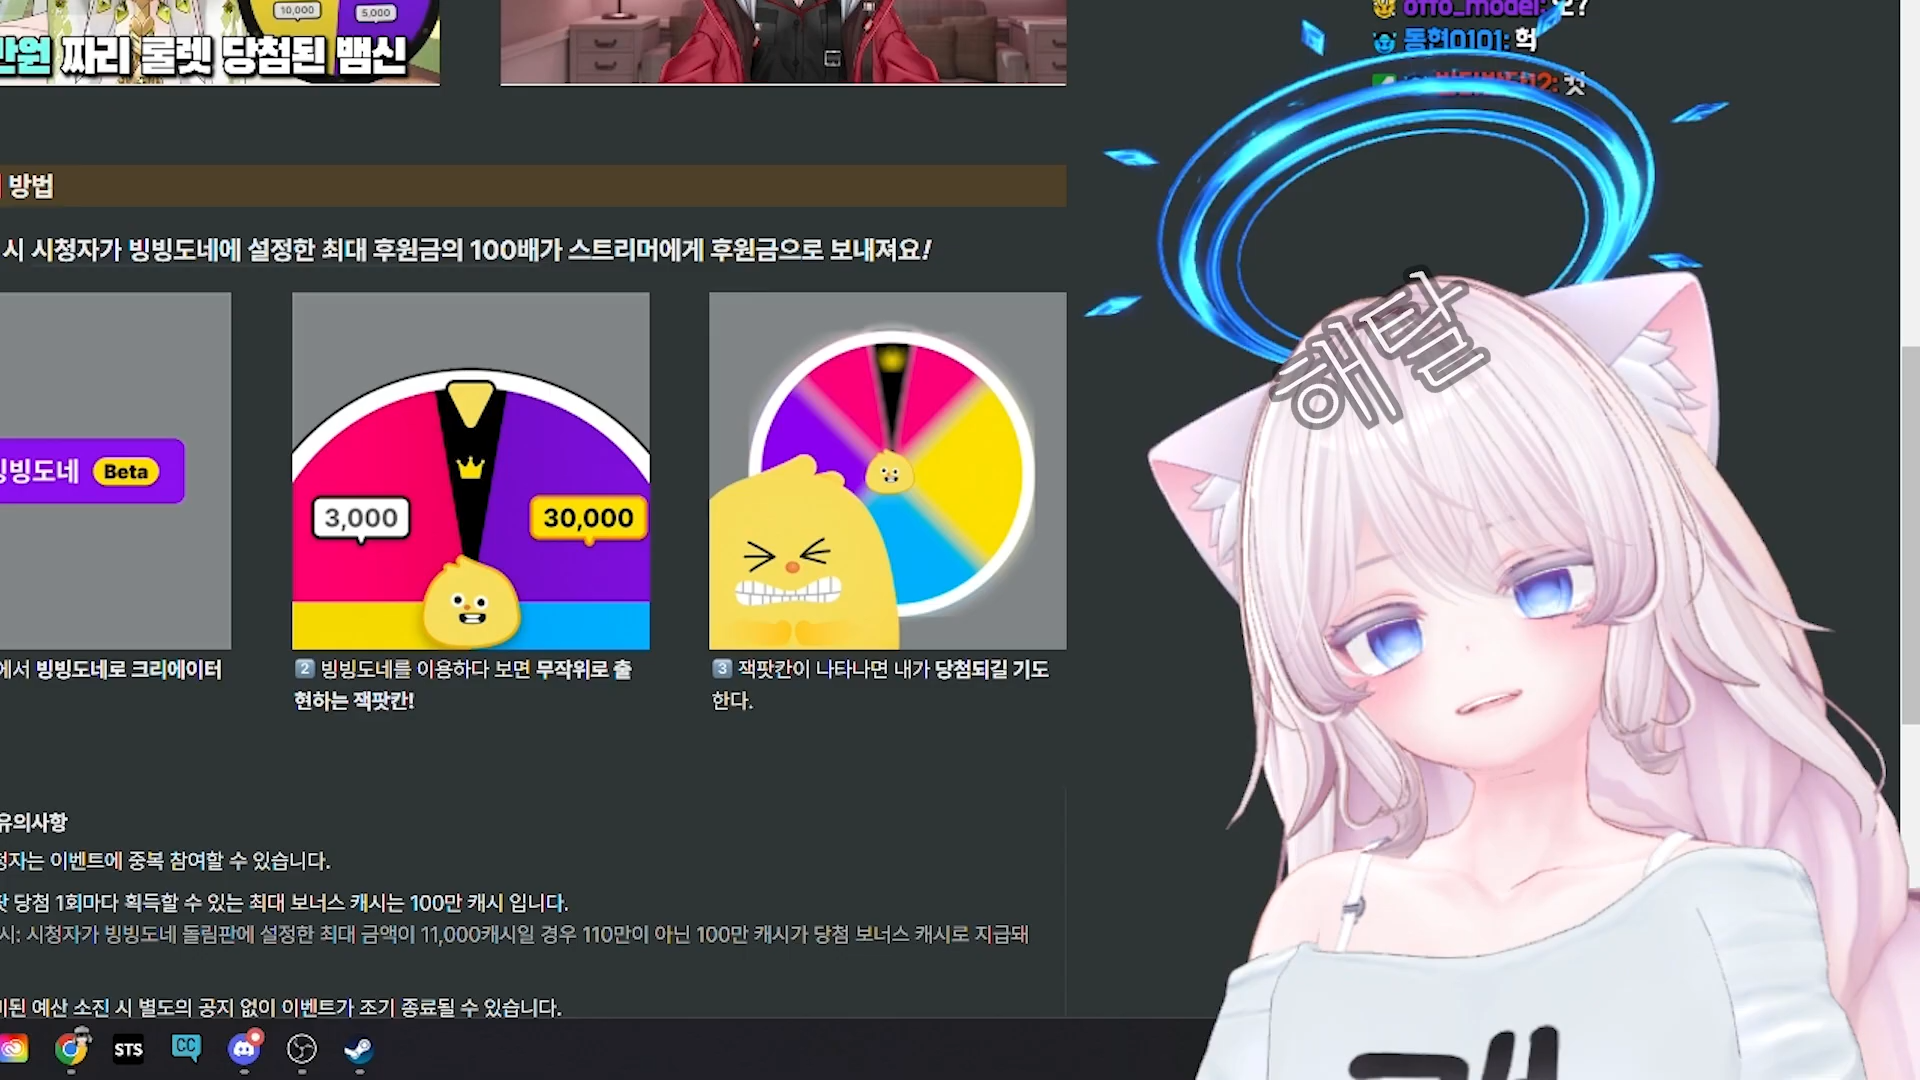 10,000
5,000
만원 짜리 룰렛 당첨된 뱀신
otto_model: 오?
동현0101: 헉
컷
방법
시 시청자가 빙빙도네에 설정한 최대 후원금의 100배가 스트리머에게 후원금으로 보내져요!
빙빙도네 Beta
3,000
30,000
해탈
에서 빙빙도네로 크리에이터
2 빙빙도네를 이용하다 보면 무작위로 출
현하는 잭팟칸!
3 잭팟칸이 나타나면 내가 당첨되길 기도
한다.
유의사항
청자는 이벤트에 중복 참여할 수 있습니다.
팟 당첨 1회마다 획득할 수 있는 최대 보너스 캐시는 100만 캐시 입니다.
시: 시청자가 빙빙도네 돌림판에 설정한 최대 금액이 11,000캐시일 경우 110만이 아닌 100만 캐시가 당첨 보너스 캐시로 지급돼
비된 예산 소진 시 별도의 공지 없이 이벤트가 조기 종료될 수 있습니다.
STS
CC